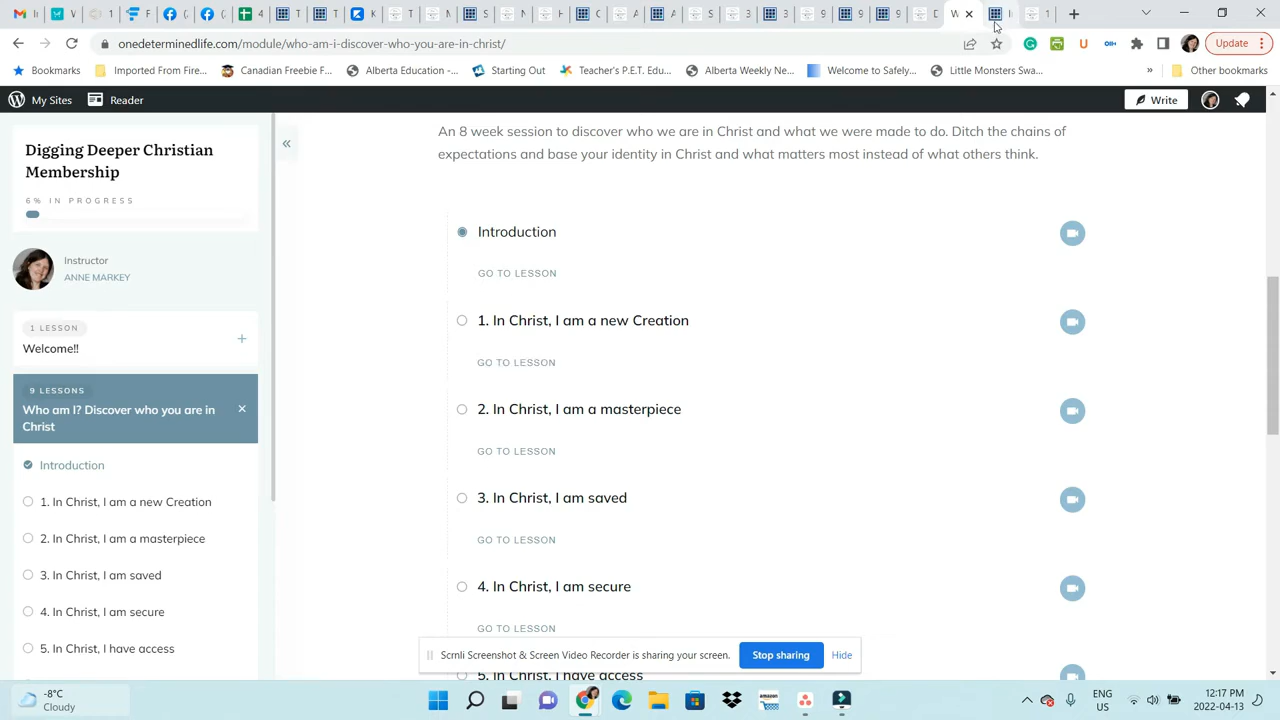 M
F
C
(
4
T
T
K
T
N
S
N
H
C
A
A
S
3
3
9
9
9
D
W
I
1
onedeterminedlife.com/module/who-am-i-discover-who-you-are-in-christ/
Update
Bookmarks
Imported From Fire...
Canadian Freebie F...
Alberta Education -...
Starting Out
Teacher's P.E.T. Edu...
Alberta Weekly Ne...
Welcome to Safely...
Little Monsters Swa...
»
Other bookmarks
My Sites
Reader
Write
Digging Deeper Christian
Membership
6% IN PROGRESS
Instructor
ANNE MARKEY
1 LESSON
Welcome!!
9 LESSONS
Who am I? Discover who you are in
Christ
Introduction
1. In Christ, I am a new Creation
2. In Christ, I am a masterpiece
3. In Christ, I am saved
4. In Christ, I am secure
5. In Christ, I have access
An 8 week session to discover who we are in Christ and what we were made to do. Ditch the chains of
expectations and base your identity in Christ and what matters most instead of what others think.
Introduction
GO TO LESSON
1. In Christ, I am a new Creation
GO TO LESSON
2. In Christ, I am a masterpiece
GO TO LESSON
3. In Christ, I am saved
GO TO LESSON
4. In Christ, I am secure
GO TO LESSON
5. In Christ, I have access
Scrnli Screenshot & Screen Video Recorder is sharing your screen.
Stop sharing
Hide
-8°C
Cloudy
amazon
ENG
US
12:17 PM
2022-04-13